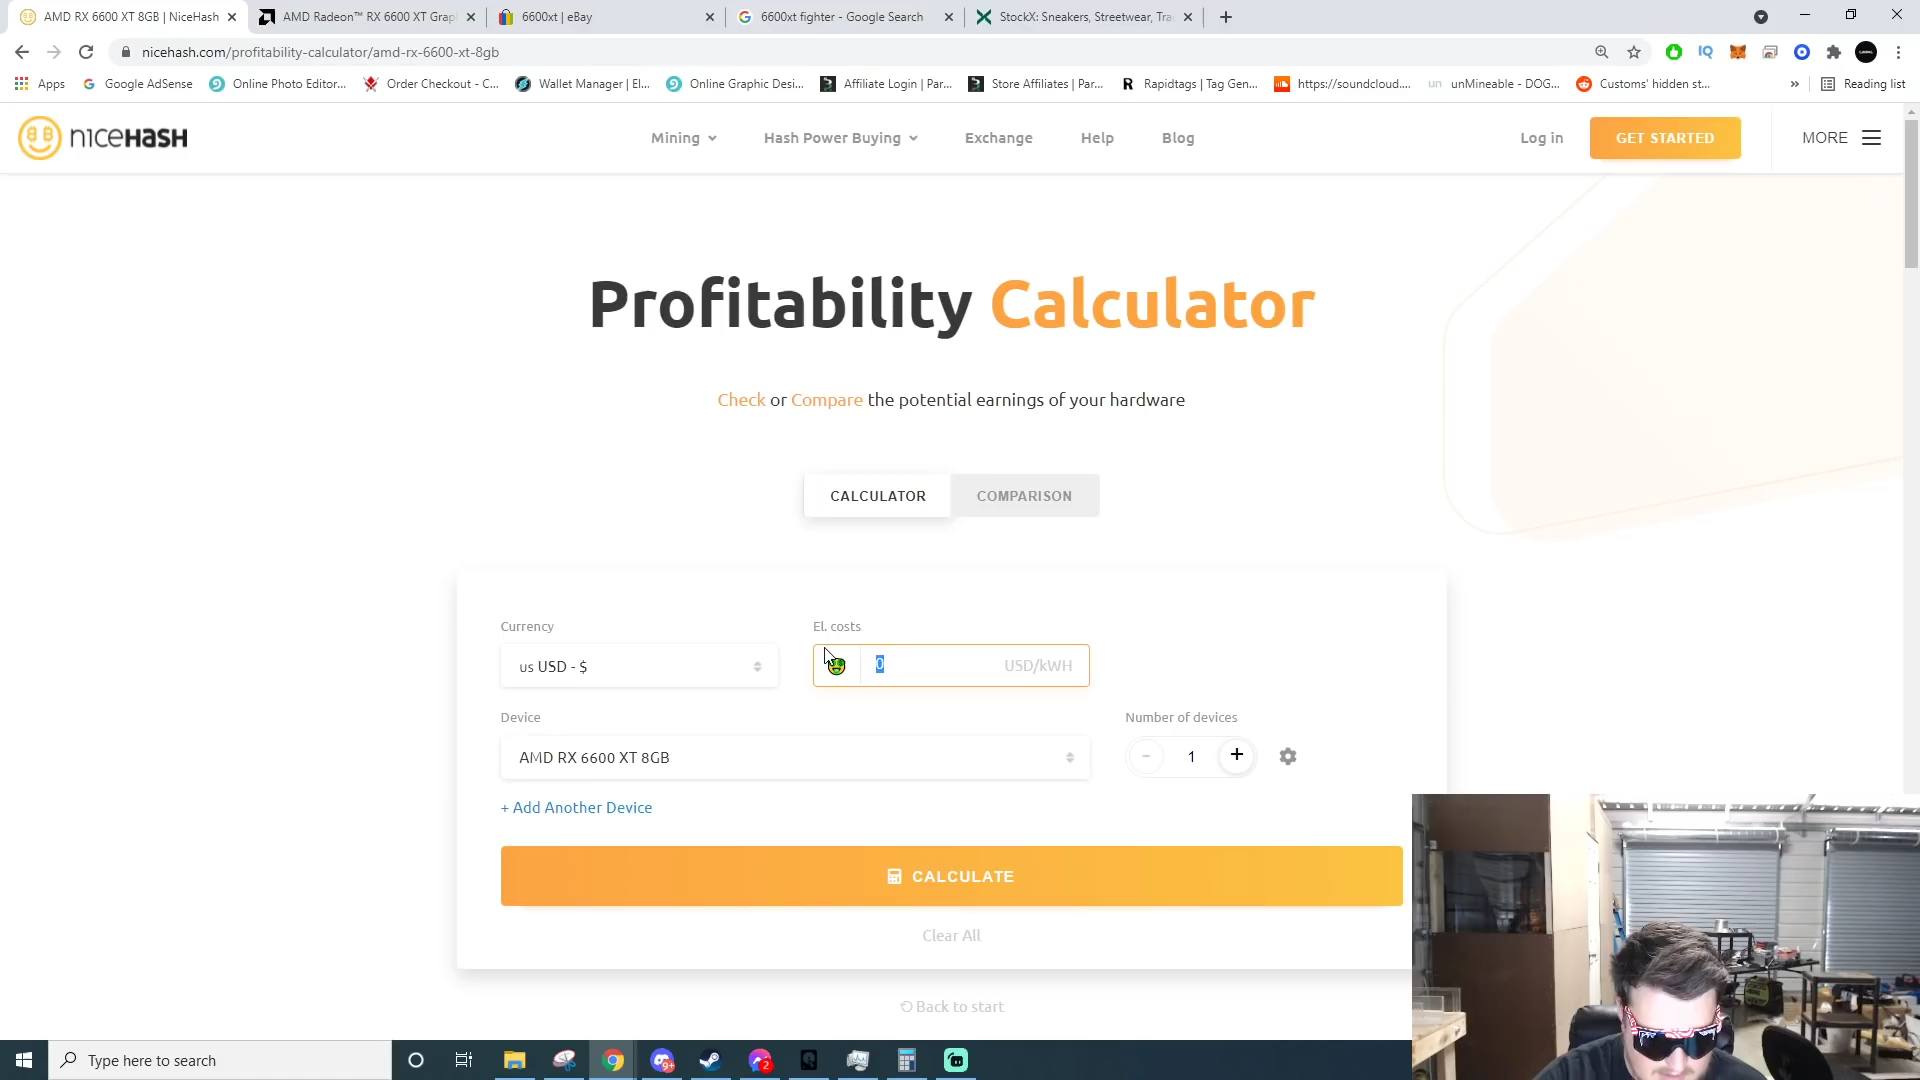 AMD RX 6600 XT 8GB | NiceHash
AMD Radeon™ RX 6600 XT Grap
6600xt | eBay
6600xt fighter - Google Search
StockX: Sneakers, Streetwear, Tra
nicehash.com/profitability-calculator/amd-rx-6600-xt-8gb
Apps
Google AdSense
Online Photo Editor...
Order Checkout - C...
Wallet Manager | El...
Online Graphic Desi...
Affiliate Login | Par...
Store Affiliates | Par...
Rapidtags | Tag Gen...
https://soundcloud....
unMineable - DOG...
Customs' hidden st...
Reading list
NICEHASH
Mining
Hash Power Buying
Exchange
Help
Blog
Log in
GET STARTED
MORE
Profitability Calculator
Check or Compare the potential earnings of your hardware
CALCULATOR
COMPARISON
Currency
El. costs
us USD - $
0
USD/kWH
Device
Number of devices
AMD RX 6600 XT 8GB
1
+ Add Another Device
CALCULATE
Clear All
Back to start
Type here to search
9+
2